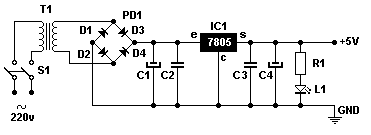 T1
PD1
D1
D3
IC1
e
7805
s
+5V
D2
D4
S1
C1
C2
c
C3
C4
R1
L1
~
220v
GND